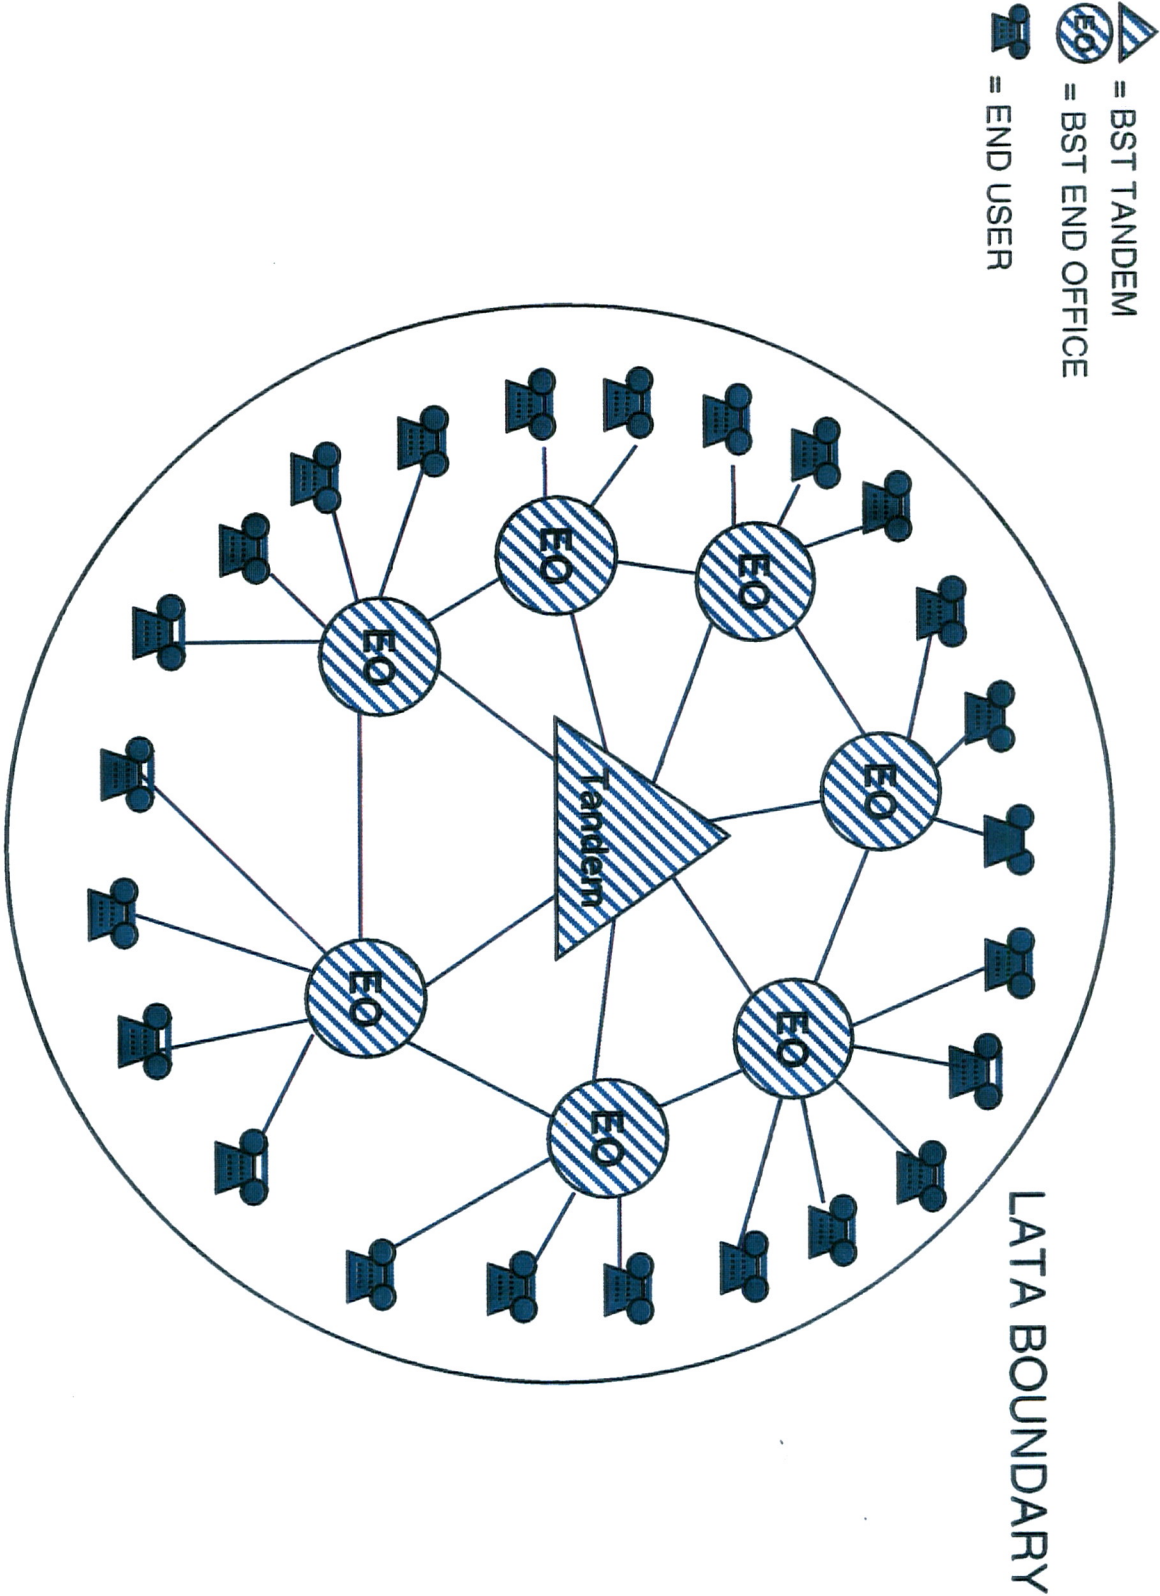 = BST TANDEM
EO = BST END OFFICE
= END USER
LATA BOUNDARY
EO
EO
EO
EO
Tandem
EO
EO
EO